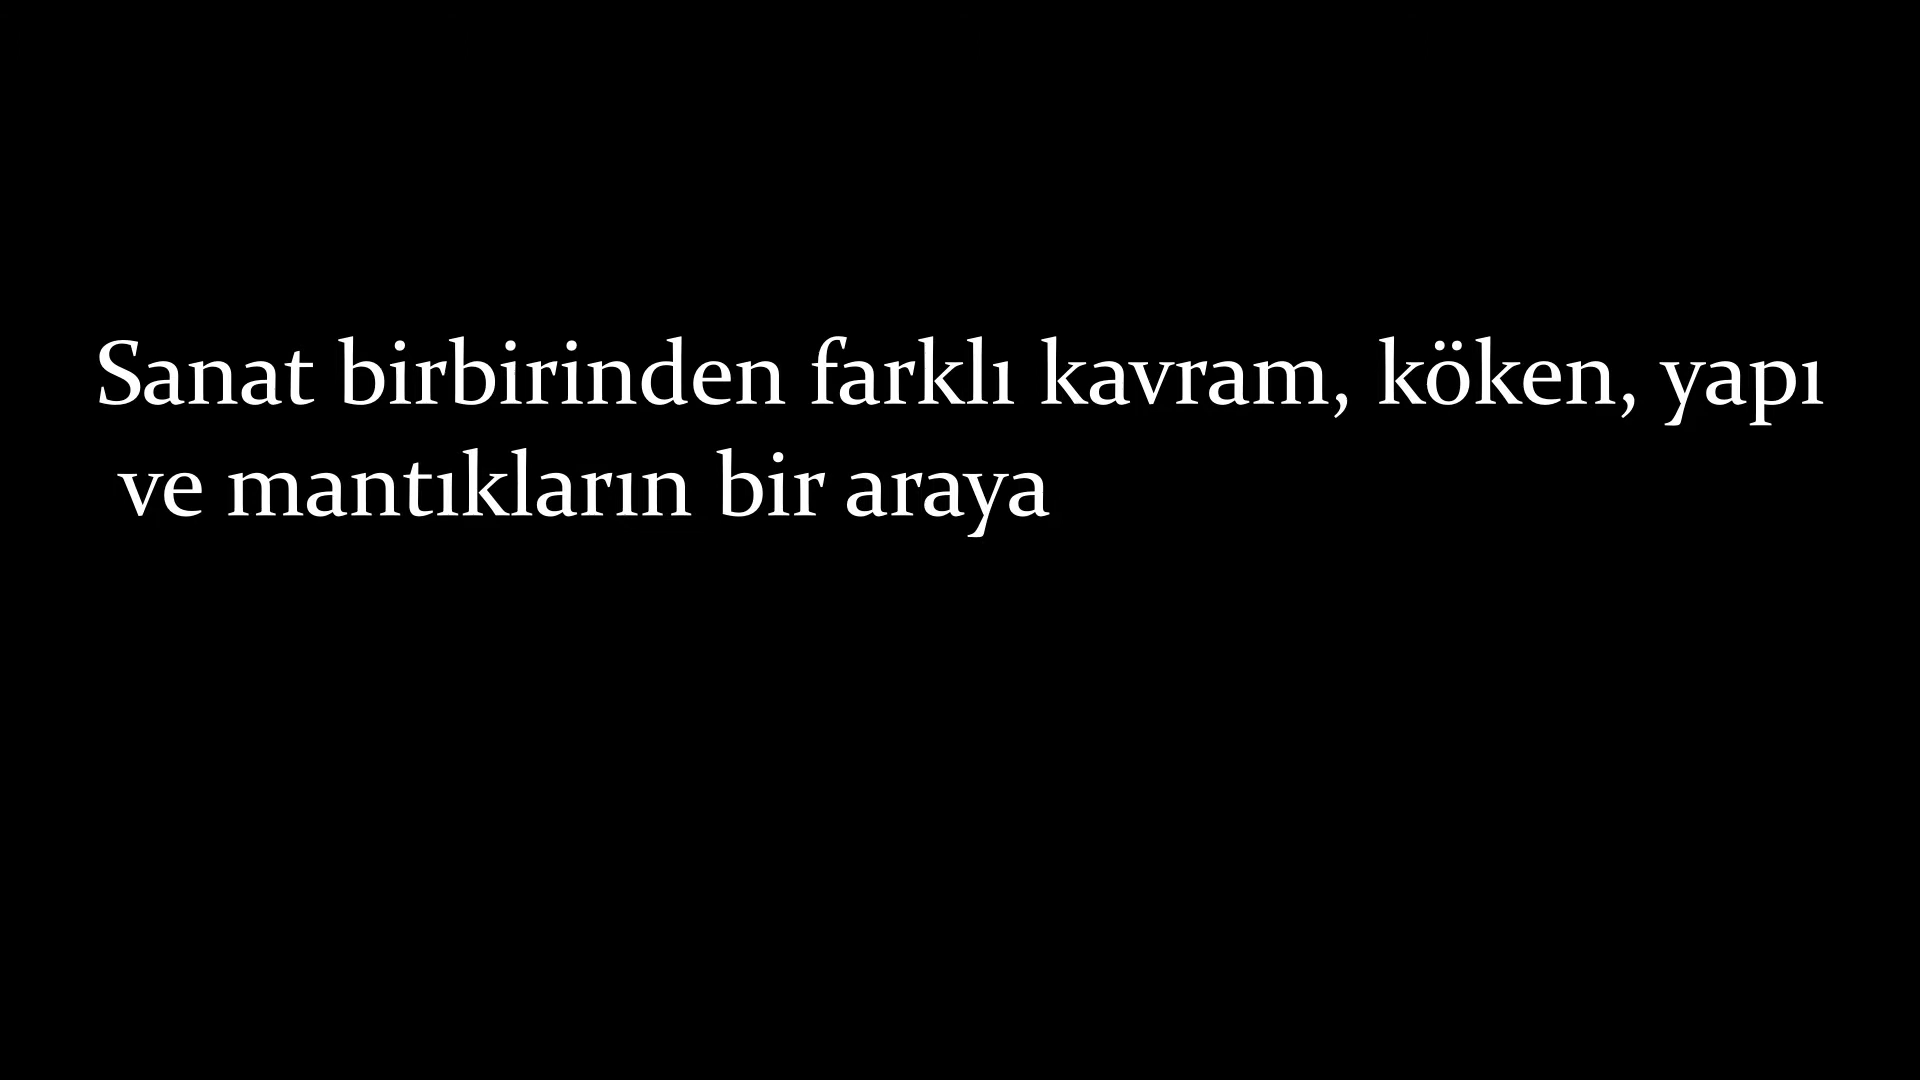 Sanat birbirinden farklı kavram, köken, yapı
ve mantıkların bir araya